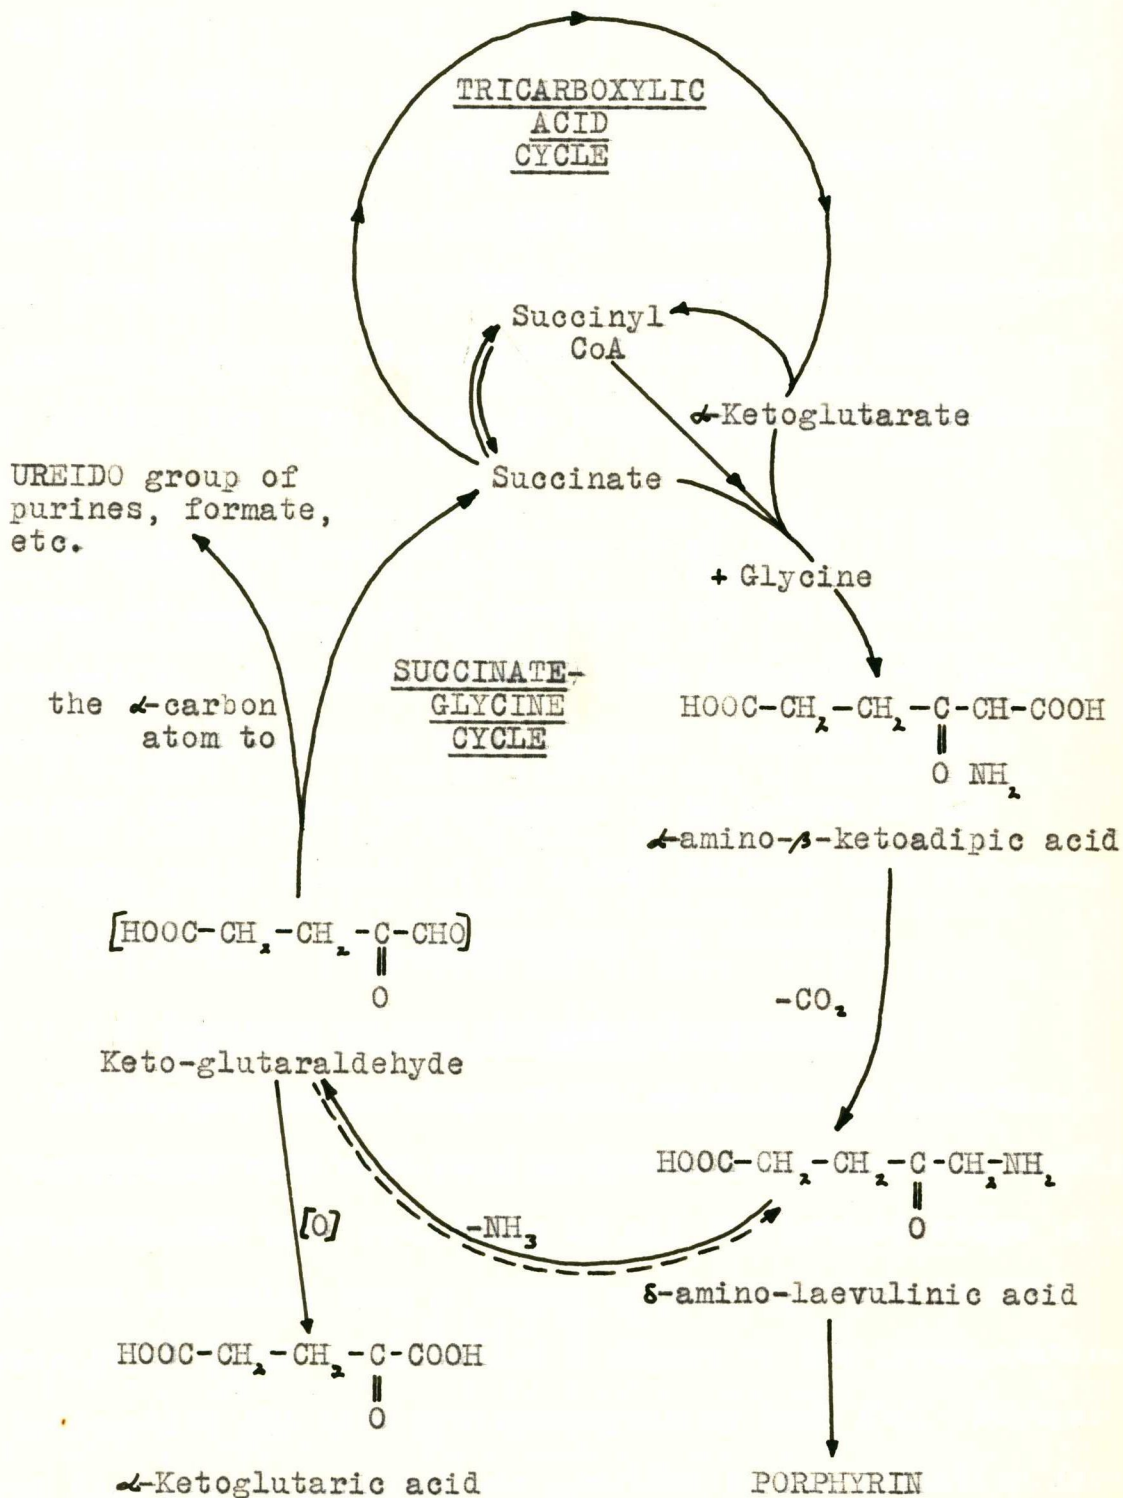 TRICARBOXYLIC
ACID
CYCLE
Succinyl
CoA
α-Ketoglutarate
UREIDO group of
purines, formate,
etc.
Succinate
+ Glycine
the α-carbon
atom to
SUCCINATE-
GLYCINE
CYCLE
HOOC-CH₂-CH₂-C-CH-COOH
O NH₂
α-amino-β-ketoadipic acid
[HOOC-CH₂-CH₂-C-CHO]
O
-CO₂
Keto-glutaraldehyde
HOOC-CH₂-CH₂-C-CH₂-NH₂
O
[O]
-NH₃
δ-amino-laevulinic acid
HOOC-CH₂-CH₂-C-COOH
O
α-Ketoglutaric acid
PORPHYRIN